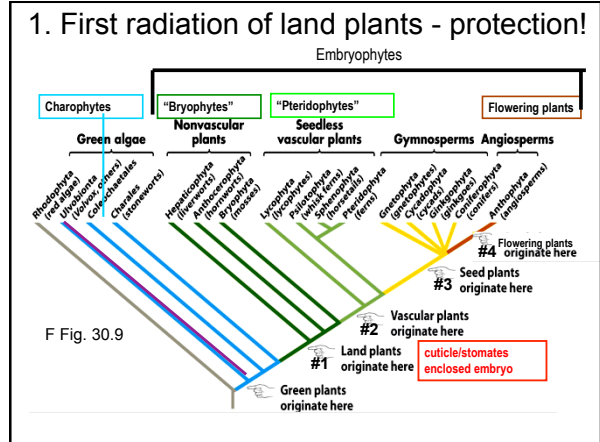 1. First radiation of land plants - protection!
Embryophytes
Charophytes
"Bryophytes"
"Pteridophytes"
Flowering plants
Green algae
Nonvascular
plants
Seedless
vascular plants
Gymnosperms
Angiosperms
Rhodophyta
(red algae)
Ulvobionta
(Volvox, others)
Coleochaetales
Charales
(stoneworts)
Hepaticophyta
(liverworts)
Anthocerophyta
(hornworts)
Bryophyta
(mosses)
Lycophyta
(lycophytes)
Psilotophyta
(whisk ferns)
Sphenophyta
(horsetails)
Pteridophyta
(ferns)
Gnetophyta
(gnetophytes)
Cycadophyta
(cycads)
Ginkgophyta
(ginkgoes)
Coniferophyta
(conifers)
Anthophyta
(angiosperms)
#4 Flowering plants
originate here
#3 Seed plants
originate here
#2 Vascular plants
originate here
F Fig. 30.9
#1 Land plants
originate here
cuticle/stomates
enclosed embryo
Green plants
originate here